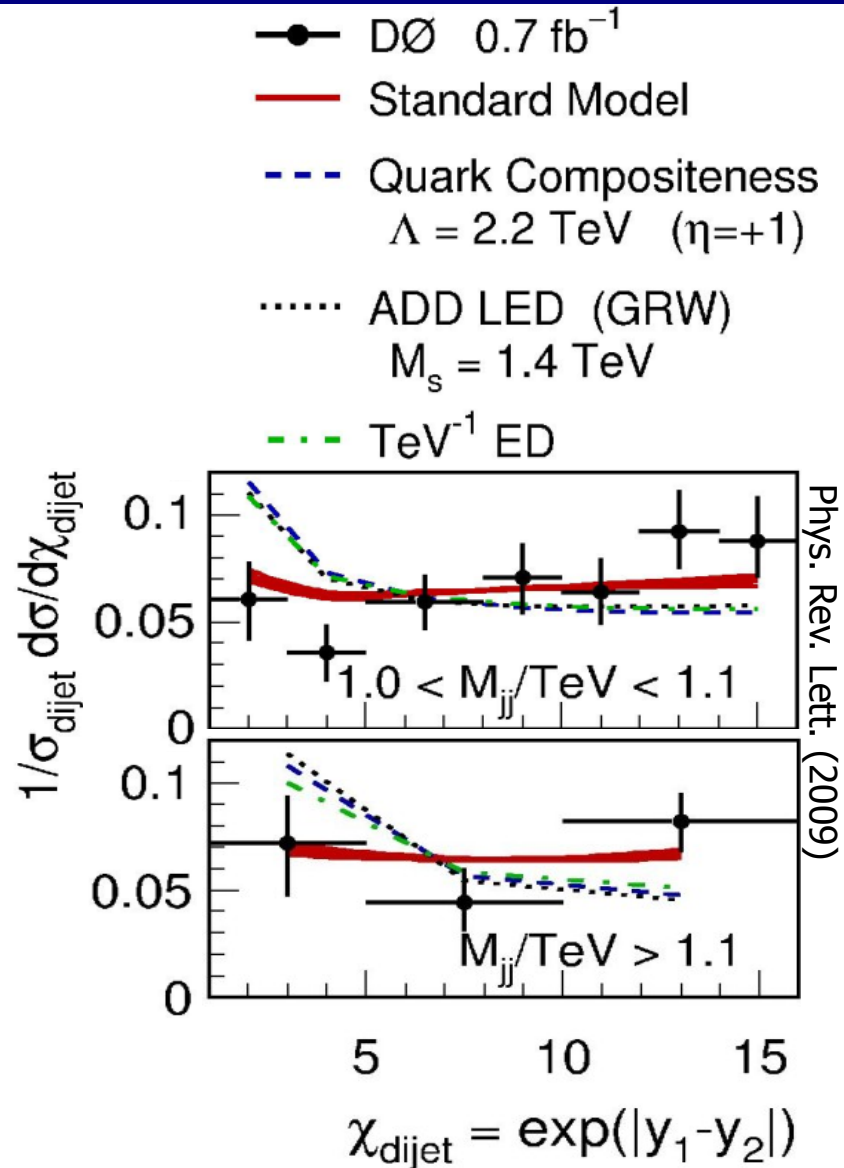 DØ 0.7 fb⁻¹
Standard Model
Quark Compositeness
Λ = 2.2 TeV (η=+1)
ADD LED (GRW)
Mₛ = 1.4 TeV
TeV⁻¹ ED
1/σ_dijet dσ/dχ_dijet
0.1
0.05
0
1.0 < M_jj/TeV < 1.1
0.1
0.05
0
M_jj/TeV > 1.1
Phys. Rev. Lett. (2009)
5 10 15
χ_dijet = exp(|y₁-y₂|)